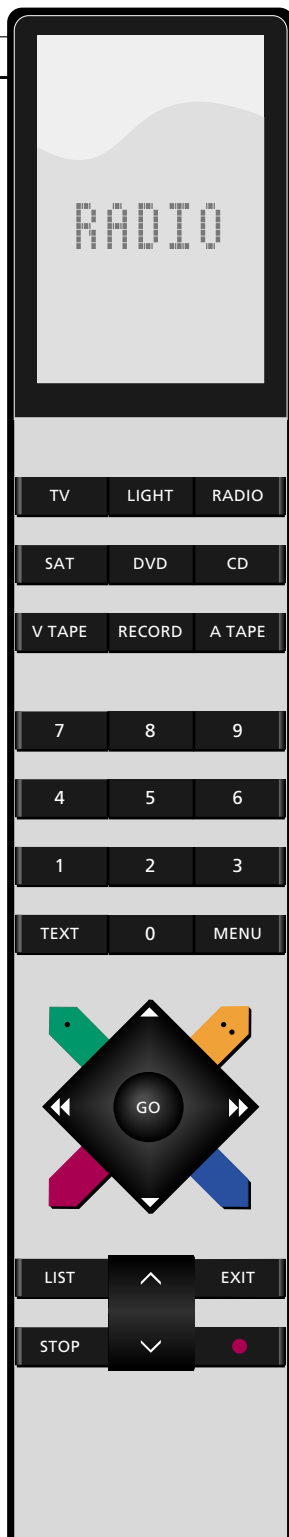 RADIO
TV LIGHT RADIO
SAT DVD CD
V TAPE RECORD A TAPE
7 8 9
4 5 6
1 2 3
TEXT 0 MENU
GO
LIST EXIT
STOP